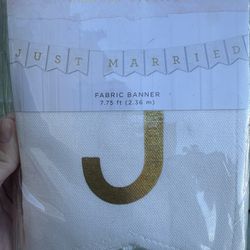 JUST MARRIED
FABRIC BANNER
7.75 ft (2.36 m)
J